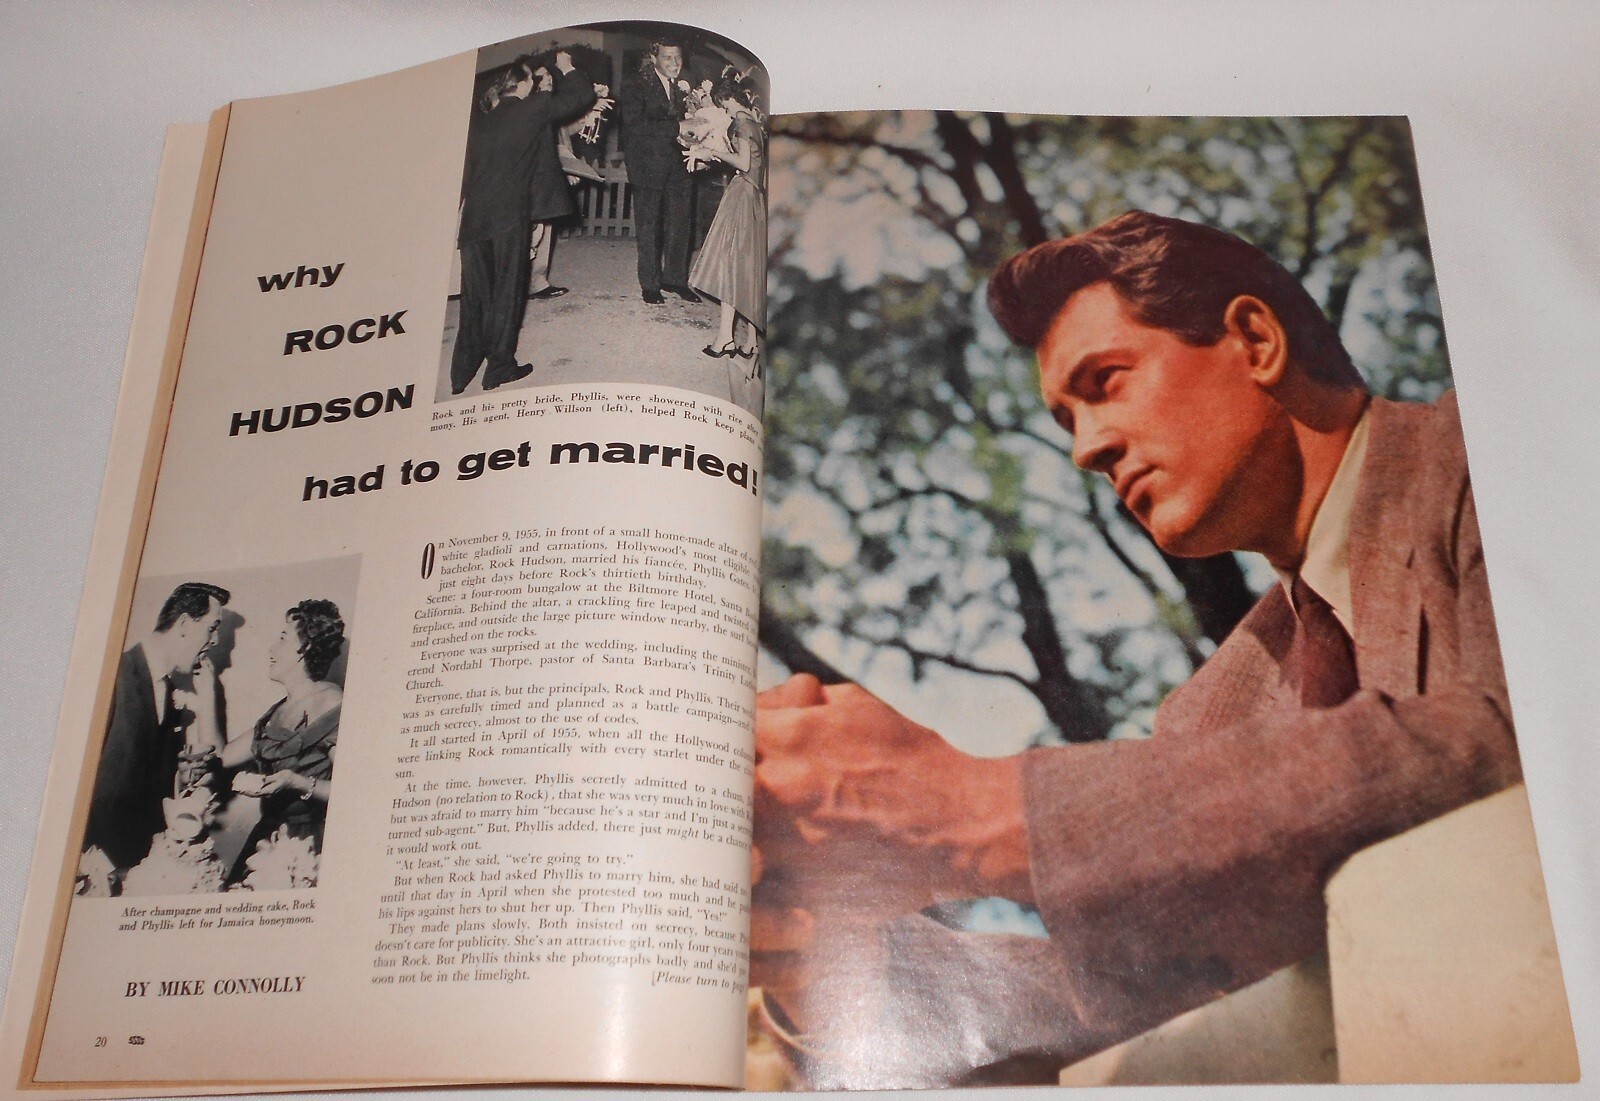 why
ROCK
HUDSON
had to get married!
Rock and his pretty bride, Phyllis, were showered with rice
mony. His agent, Henry Willson (left), helped Rock keep
On November 9, 1955, in front of a small home-made altar of
white gladioli and carnations, Hollywood's most eligible
bachelor, Rock Hudson, married his fiancée, Phyllis Gates,
just eight days before Rock's thirtieth birthday.
Scene: a four-room bungalow at the Biltmore Hotel, Santa
California. Behind the altar, a crackling fire leaped and twisted
fireplace, and outside the large picture window nearby, the surf
and crashed on the rocks.
Everyone was surprised at the wedding, including the minister,
erend Nordahl Thorpe, pastor of Santa Barbara's Trinity
Church.
Everyone, that is, but the principals, Rock and Phyllis. Their
was as carefully timed and planned as a battle campaign—and
as much secrecy, almost to the use of codes.
It all started in April of 1955, when all the Hollywood
were linking Rock romantically with every starlet under the
sun.
At the time, however, Phyllis secretly admitted to a chum,
Hudson (no relation to Rock), that she was very much in love with
but was afraid to marry him "because he's a star and I'm just a
turned sub-agent." But, Phyllis added, there just might be a
it would work out.
"At least," she said, "we're going to try."
But when Rock had asked Phyllis to marry him, she had said
until that day in April when she protested too much and he
his lips against hers to shut her up. Then Phyllis said, "Yes!"
They made plans slowly. Both insisted on secrecy, because
doesn't care for publicity. She's an attractive girl, only four years
than Rock. But Phyllis thinks she photographs badly and she'd
soon not be in the limelight.
[Please turn to
After champagne and wedding cake, Rock
and Phyllis left for Jamaica honeymoon.
BY MIKE CONNOLLY
20